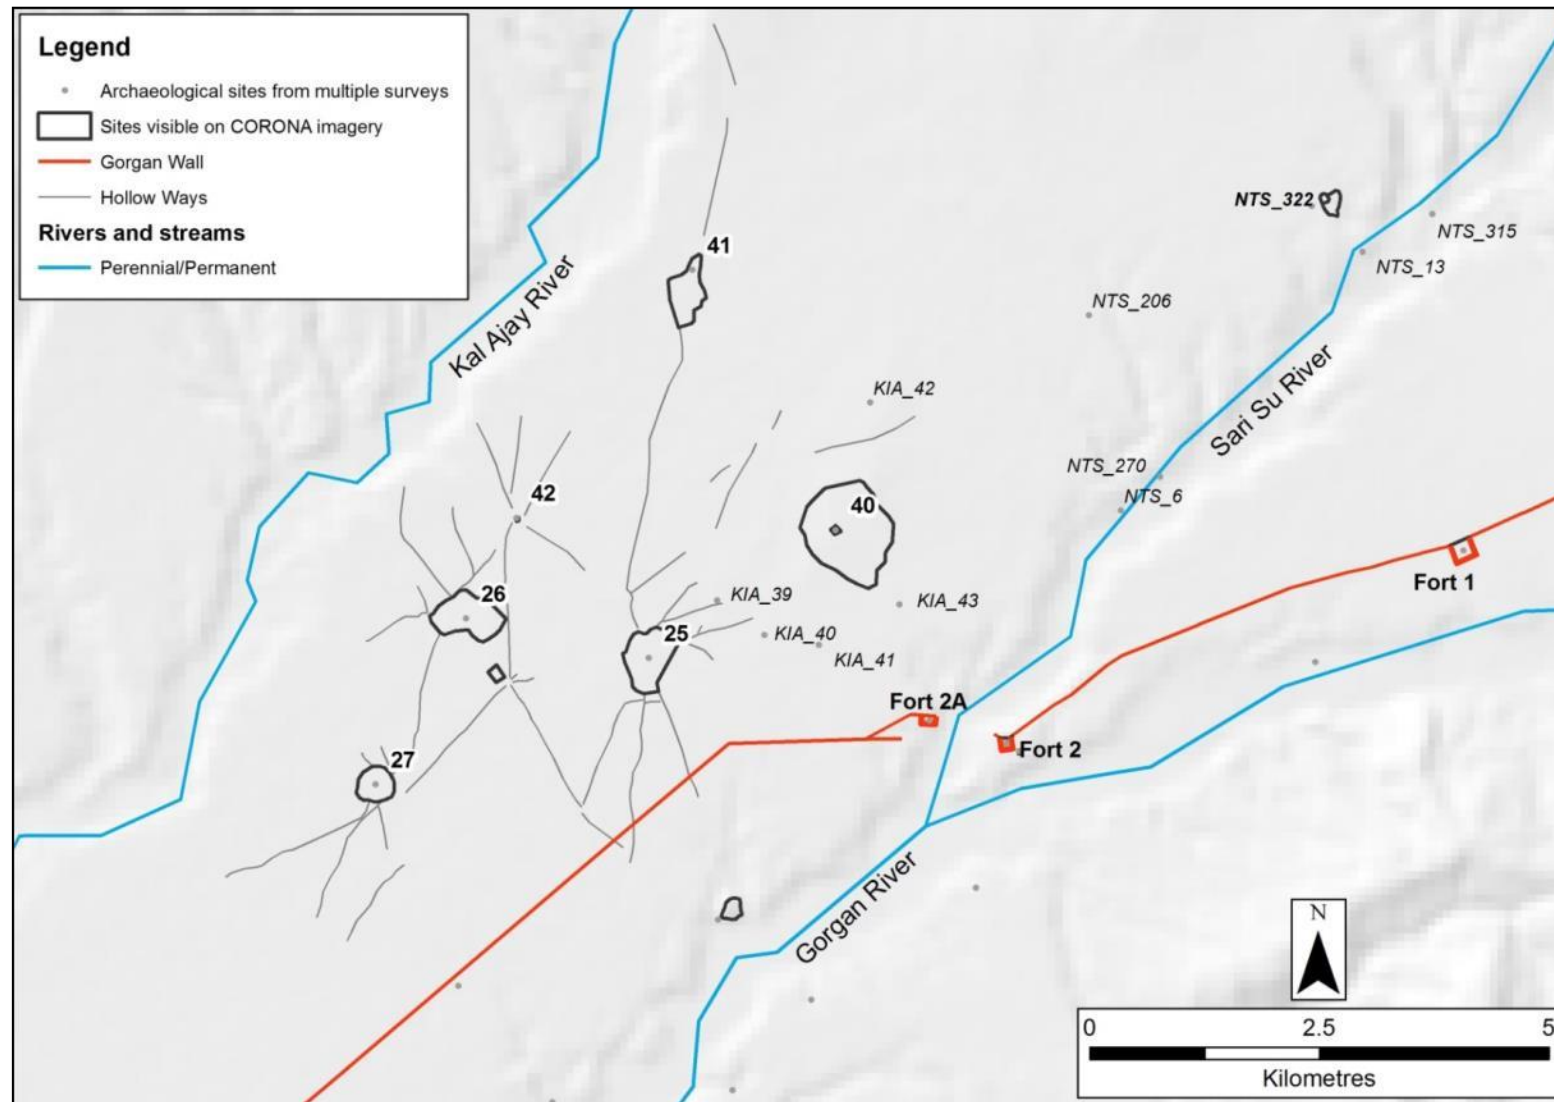 Legend
Archaeological sites from multiple surveys
Sites visible on CORONA imagery
Gorgan Wall
Hollow Ways
Rivers and streams
Perennial/Permanent
NTS_322
NTS_315
41
NTS_13
Kal Ajay River
NTS_206
KIA_42
Sari Su River
NTS_270
42
NTS_6
40
Fort 1
26
KIA_39
KIA_43
25
KIA_40
KIA_41
Fort 2A
Fort 2
27
Gorgan River
N
0 2.5 5
Kilometres